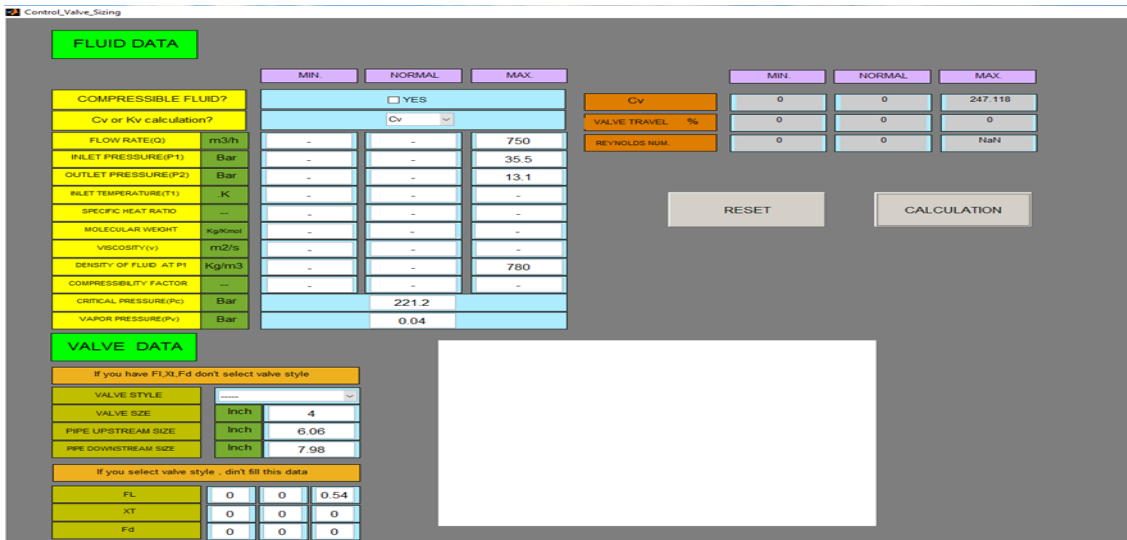 Control_Valve_Sizing
FLUID DATA
MIN. NORMAL MAX.
COMPRESSIBLE FLUID? YES
Cv or Kv calculation? Cv
FLOW RATE(Q) m3/h - - 750
INLET PRESSURE(P1) Bar - - 35.5
OUTLET PRESSURE(P2) Bar - - 13.1
INLET TEMPERATURE(T1) .K - - -
SPECIFIC HEAT RATIO -- - - -
MOLECULAR WEIGHT Kg/Kmol - - -
VISCOSITY(v) m2/s - - -
DENSITY OF FLUID AT P1 Kg/m3 - - 780
COMPRESSIBILITY FACTOR -- - - -
CRITICAL PRESSURE(Pc) Bar 221.2
VAPOR PRESSURE(Pv) Bar 0.04
MIN. NORMAL MAX.
Cv 0 0 247.118
VALVE TRAVEL % 0 0 0
REYNOLDS NUM. 0 0 NaN
RESET CALCULATION
VALVE DATA
If you have Fl,Xt,Fd don't select valve style
VALVE STYLE -----
VALVE SZE Inch 4
PIPE UPSTREAM SIZE Inch 6.06
PIPE DOWNSTREAM SIZE Inch 7.98
If you select valve style , din't fill this data
FL 0 0 0.54
XT 0 0 0
Fd 0 0 0